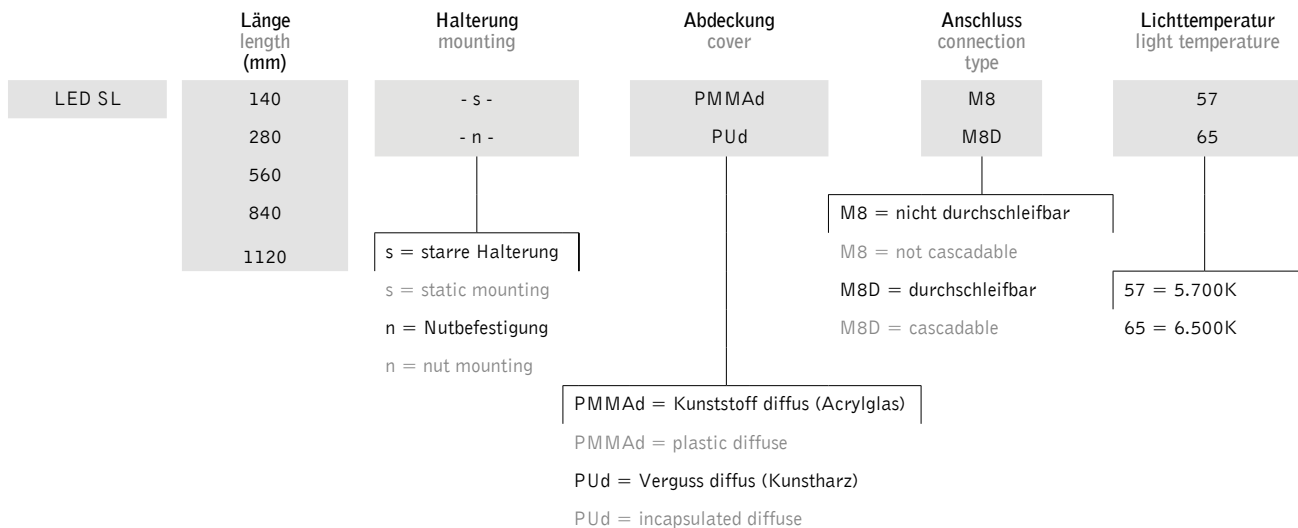 Länge
length
(mm)
Halterung
mounting
Abdeckung
cover
Anschluss
connection
type
Lichttemperatur
light temperature
LED SL
140
- s -
PMMAd
M8
57
280
- n -
PUd
M8D
65
560
840
1120
s = starre Halterung
s = static mounting
n = Nutbefestigung
n = nut mounting
M8 = nicht durchschleifbar
M8 = not cascadable
M8D = durchschleifbar
M8D = cascadable
57 = 5.700K
65 = 6.500K
PMMAd = Kunststoff diffus (Acrylglas)
PMMAd = plastic diffuse
PUd = Verguss diffus (Kunstharz)
PUd = incapsulated diffuse